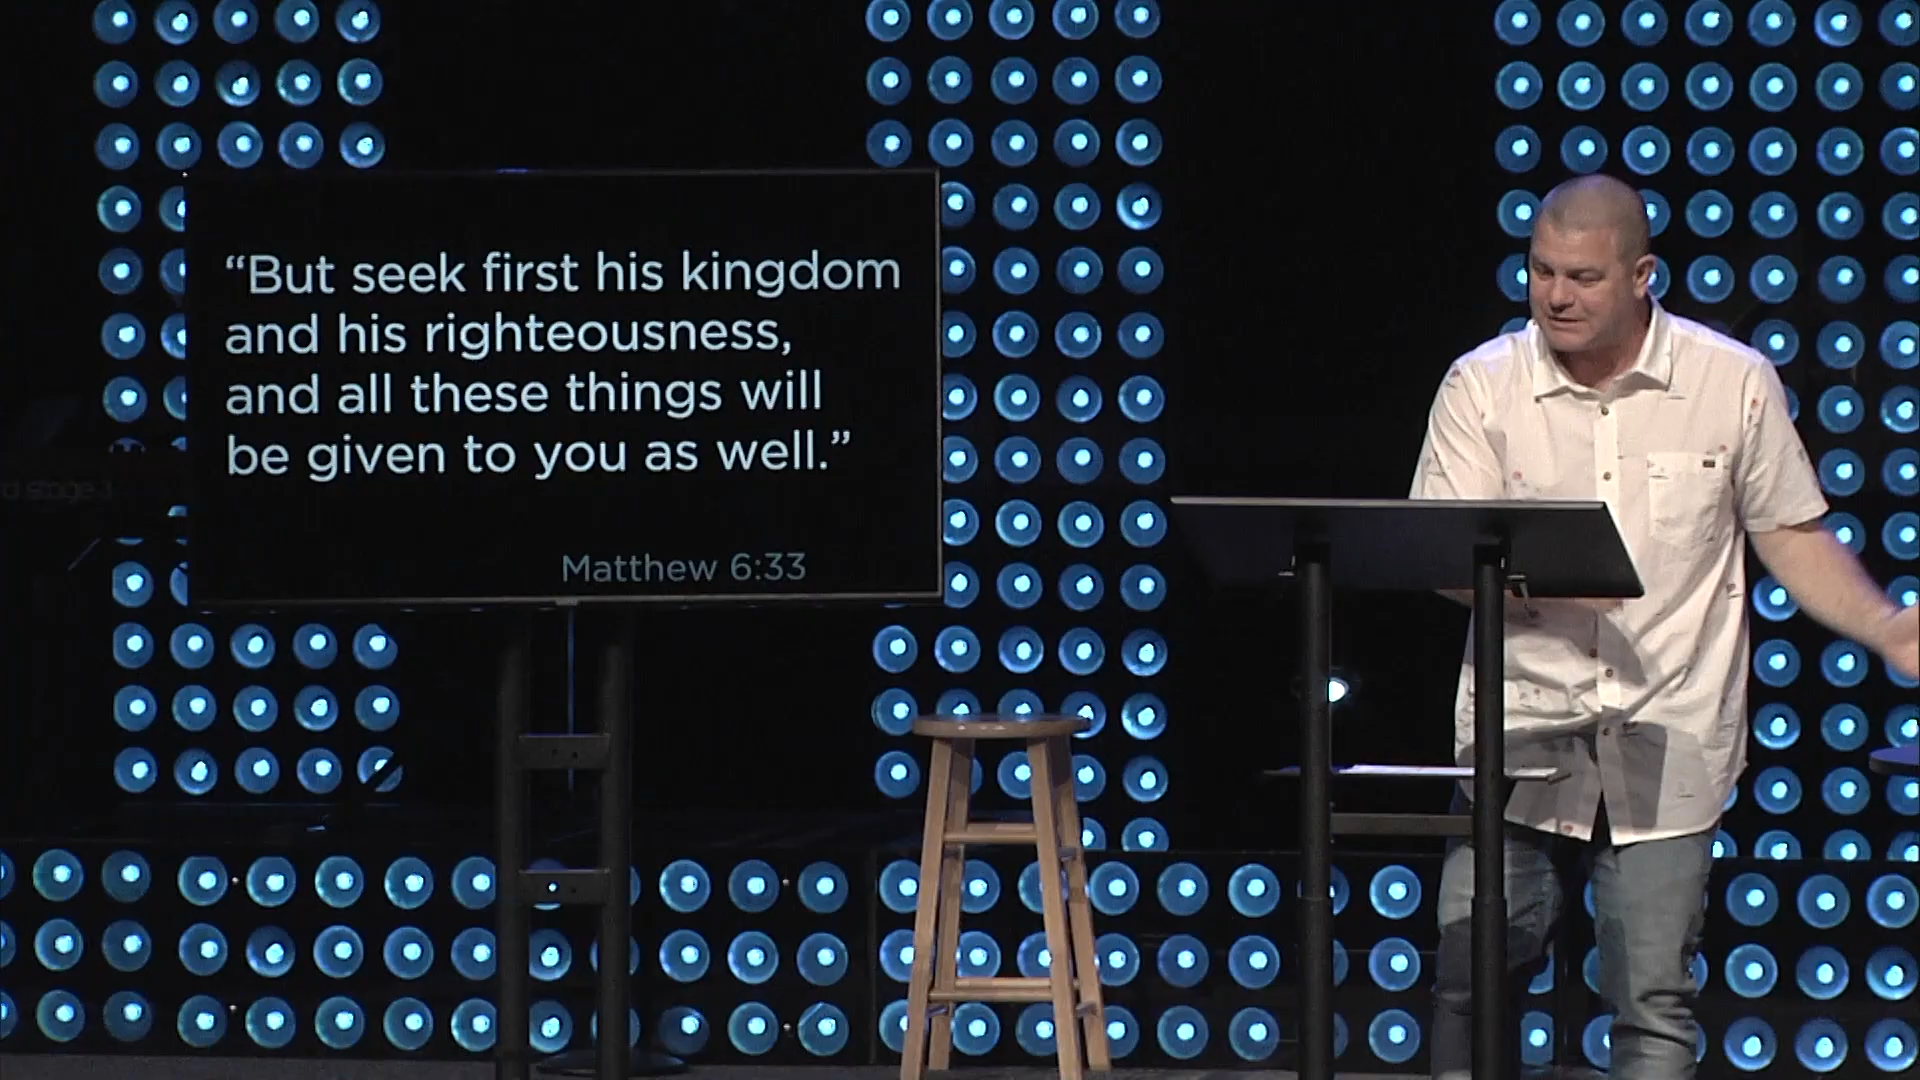 “But seek first his kingdom
and his righteousness,
and all these things will
be given to you as well.”
Matthew 6:33